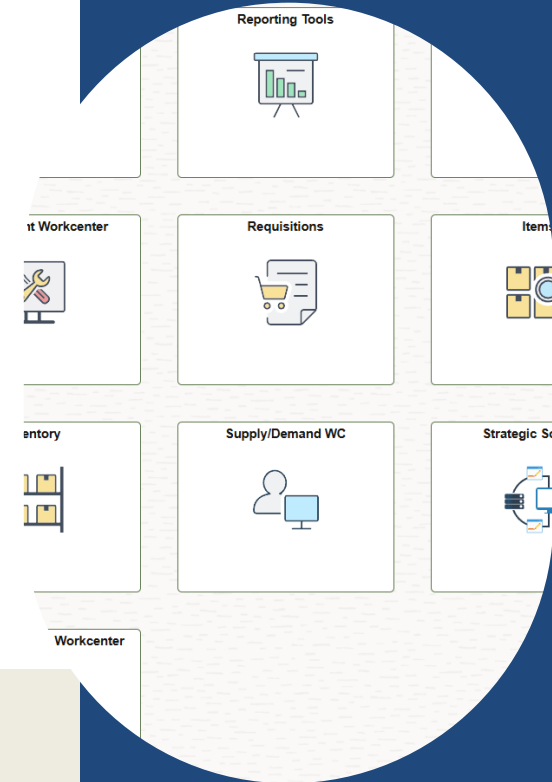 Reporting Tools
nt Workcenter
Requisitions
Items
entory
Supply/Demand WC
Strategic So
Workcenter